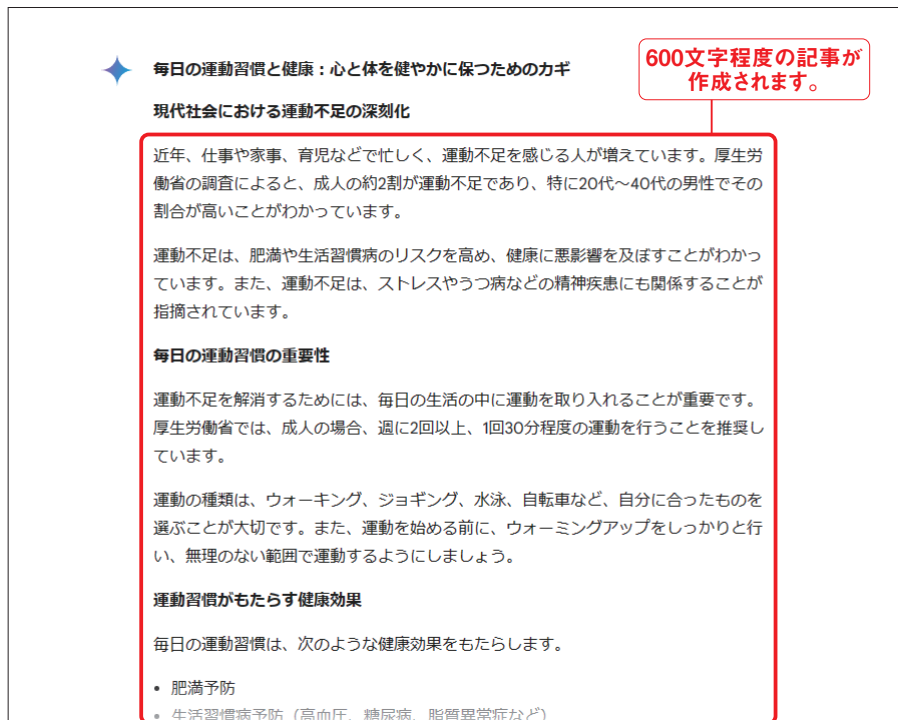 毎日の運動習慣と健康：心と体を健やかに保つためのカギ
600文字程度の記事が
作成されます。
現代社会における運動不足の深刻化
近年、仕事や家事、育児などで忙しく、運動不足を感じる人が増えています。厚生労
働省の調査によると、成人の約2割が運動不足であり、特に20代〜40代の男性でその
割合が高いことがわかっています。
運動不足は、肥満や生活習慣病のリスクを高め、健康に悪影響を及ぼすことがわかっ
ています。また、運動不足は、ストレスやうつ病などの精神疾患にも関係することが
指摘されています。
毎日の運動習慣の重要性
運動不足を解消するためには、毎日の生活の中に運動を取り入れることが重要です。
厚生労働省では、成人の場合、週に2回以上、1回30分程度の運動を行うことを推奨し
ています。
運動の種類は、ウォーキング、ジョギング、水泳、自転車など、自分に合ったものを
選ぶことが大切です。また、運動を始める前に、ウォーミングアップをしっかりと行
い、無理のない範囲で運動するようにしましょう。
運動習慣がもたらす健康効果
毎日の運動習慣は、次のような健康効果をもたらします。
• 肥満予防
• 生活習慣病予防（高血圧、糖尿病、脂質異常症など）